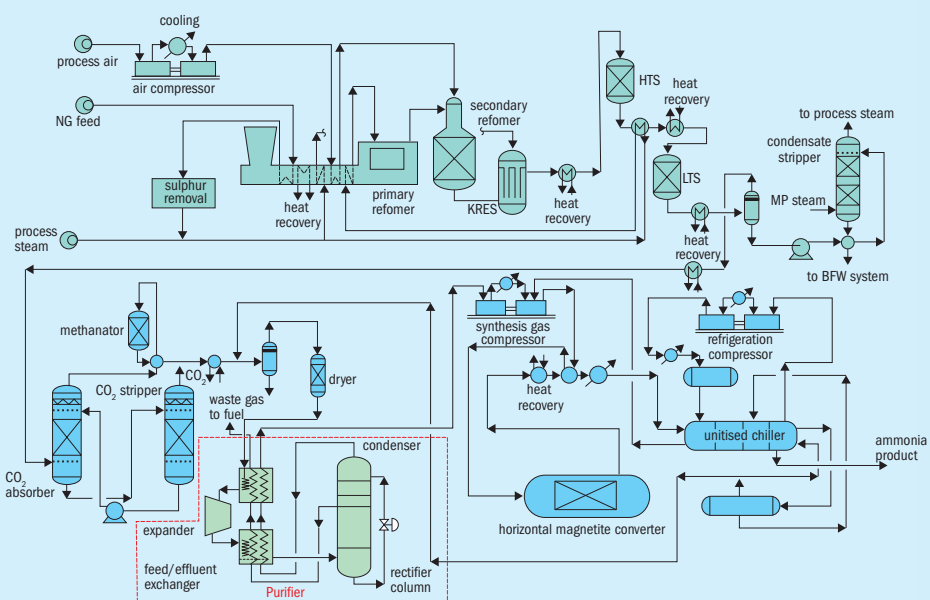 cooling
process air
air compressor
NG feed
sulphur
removal
process
steam
heat
recovery
primary
refomer
secondary
refomer
KRES
heat
recovery
HTS
heat
recovery
LTS
heat
recovery
to process steam
condensate
stripper
MP steam
to BFW system
methanator
CO2 stripper
CO2
CO2
absorber
waste gas
to fuel
dryer
synthesis gas
compressor
heat
recovery
refrigeration
compressor
unitised chiller
ammonia
product
horizontal magnetite converter
condenser
expander
feed/effluent
exchanger
Purifier
rectifier
column